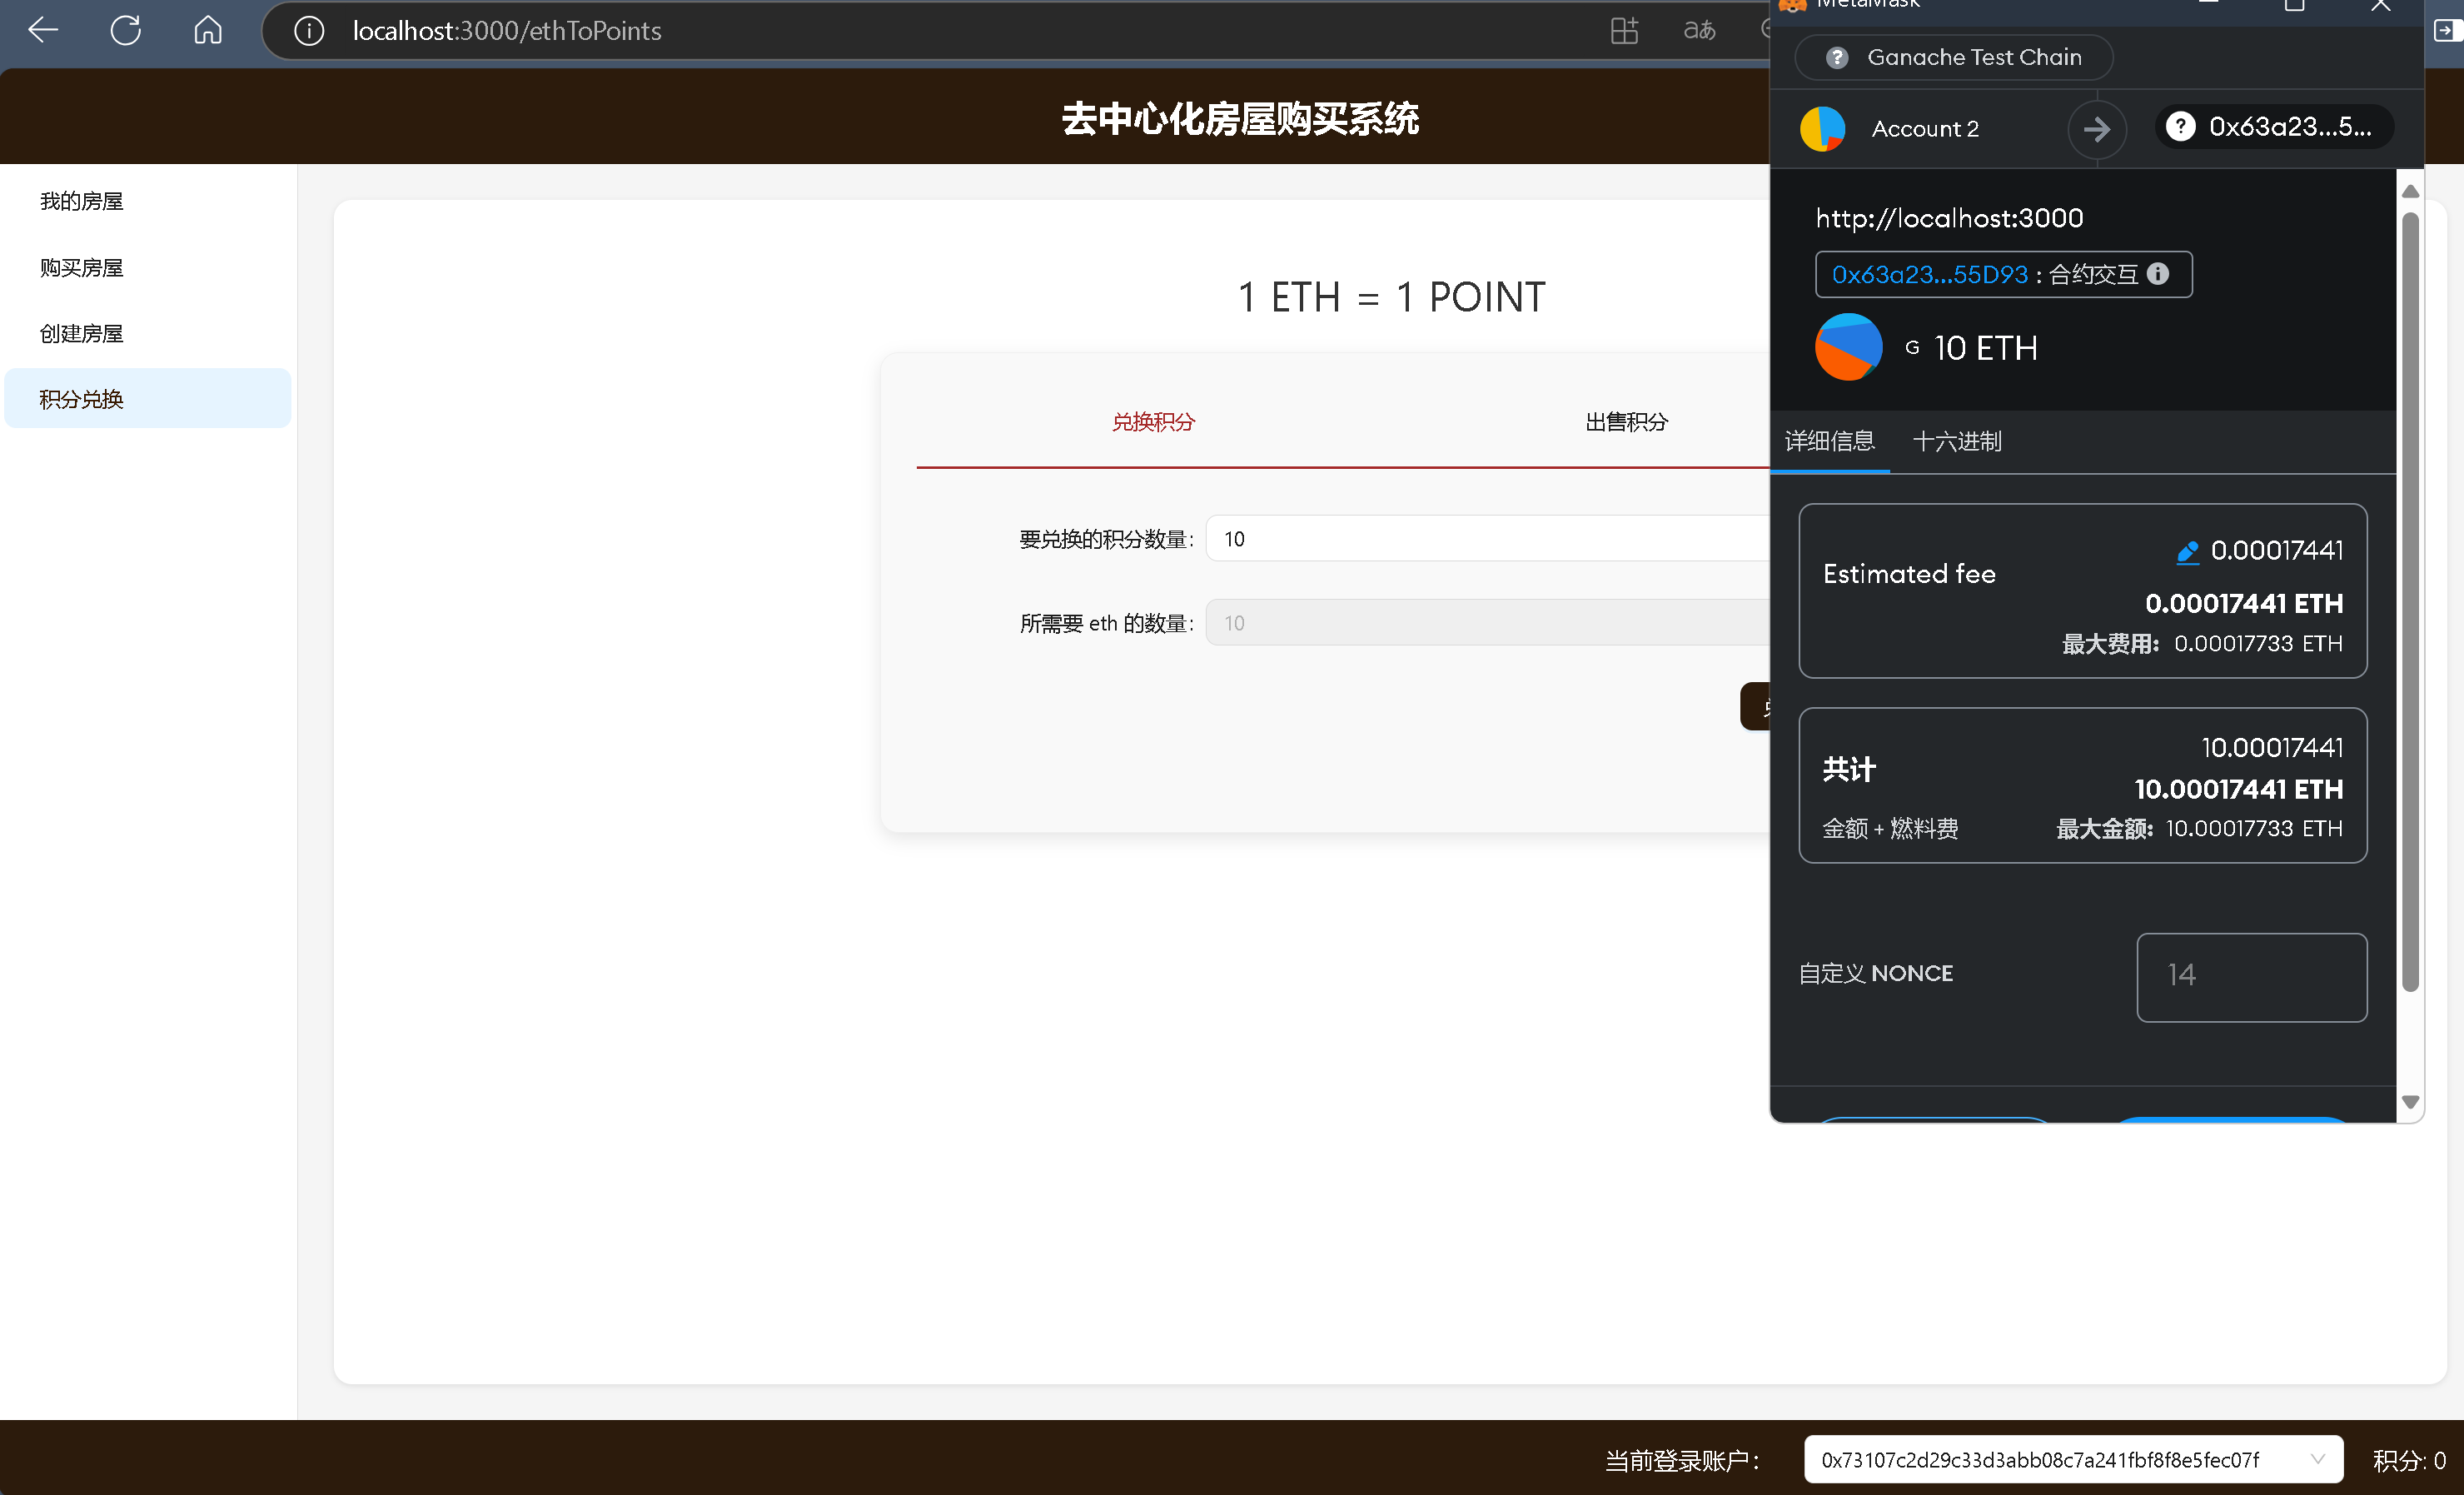 localhost:3000/ethToPoints
aあ
MetaMask
Ganache Test Chain
去中心化房屋购买系统
Account 2
0x63a23...5...
我的房屋
购买房屋
创建房屋
积分兑换
1 ETH = 1 POINT
兑换积分
出售积分
要兑换的积分数量:
10
所需要 eth 的数量:
10
http://localhost:3000
0x63a23...55D93 : 合约交互
G 10 ETH
详细信息
十六进制
Estimated fee
0.00017441
0.00017441 ETH
最大费用: 0.00017733 ETH
共计
10.00017441
10.00017441 ETH
金额 + 燃料费
最大金额: 10.00017733 ETH
自定义 NONCE
14
当前登录账户：
0x73107c2d29c33d3abb08c7a241fbf8f8e5fec07f
积分: 0